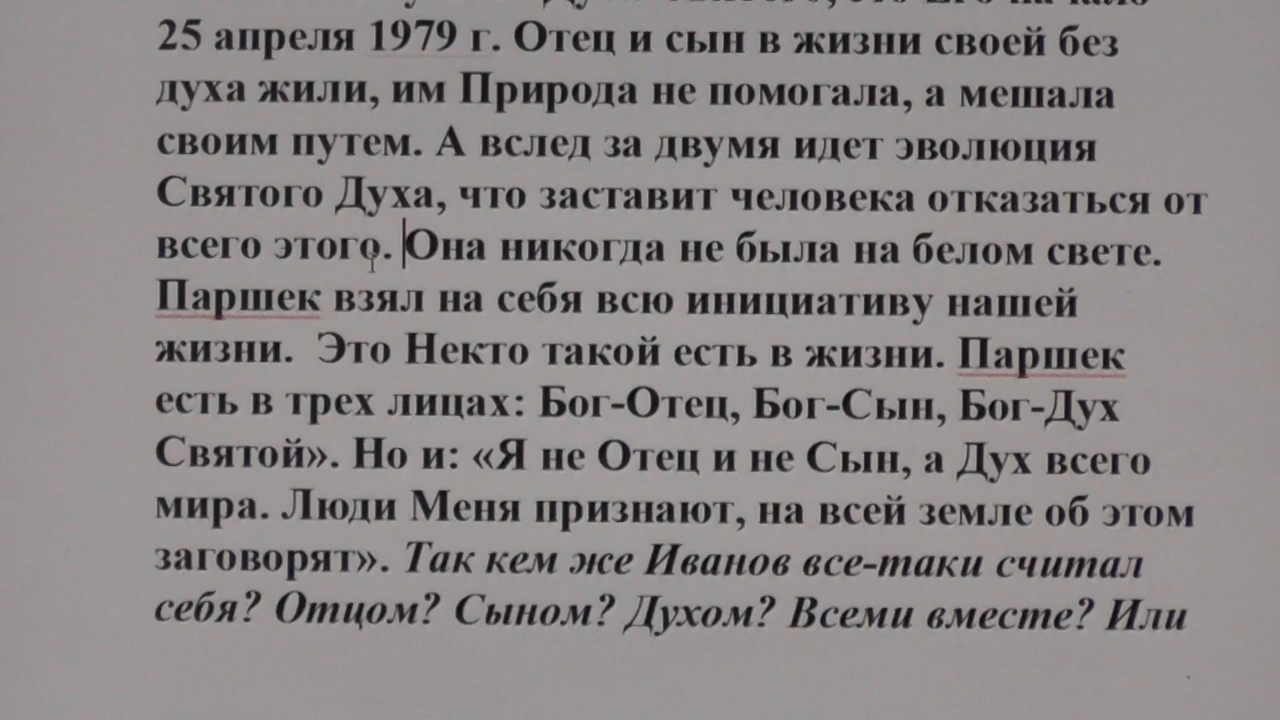 25 апреля 1979 г. Отец и сын в жизни своей без
духа жили, им Природа не помогала, а мешала
своим путем. А вслед за двумя идет эволюция
Святого Духа, что заставит человека отказаться от
всего этого. Она никогда не была на белом свете.
Паршек взял на себя всю инициативу нашей
жизни.  Это Некто такой есть в жизни. Паршек
есть в трех лицах: Бог-Отец, Бог-Сын, Бог-Дух
Святой». Но и: «Я не Отец и не Сын, а Дух всего
мира. Люди Меня признают, на всей земле об этом
заговорят». Так кем же Иванов все-таки считал
себя? Отцом? Сыном? Духом? Всеми вместе? Или